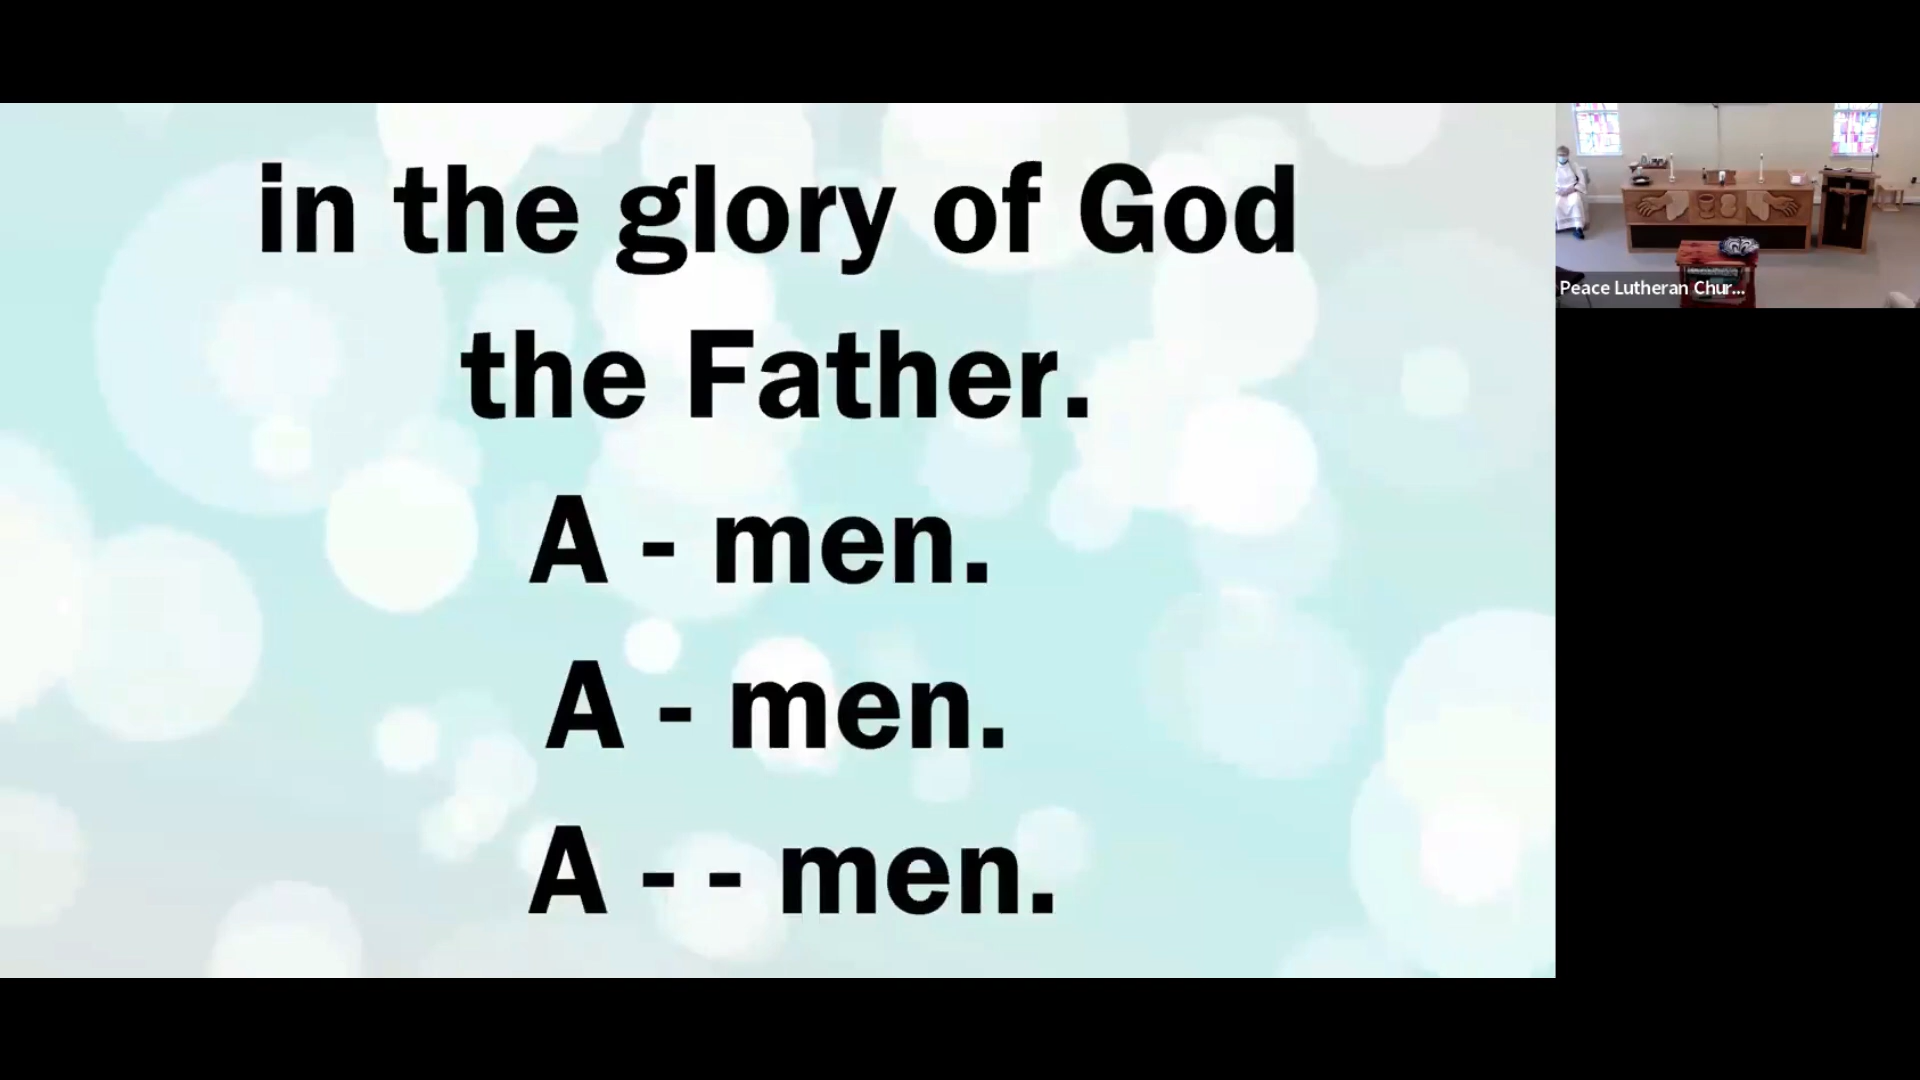 in the glory of God
the Father.
A - men.
A - men.
A - - men.
Peace Lutheran Chur...